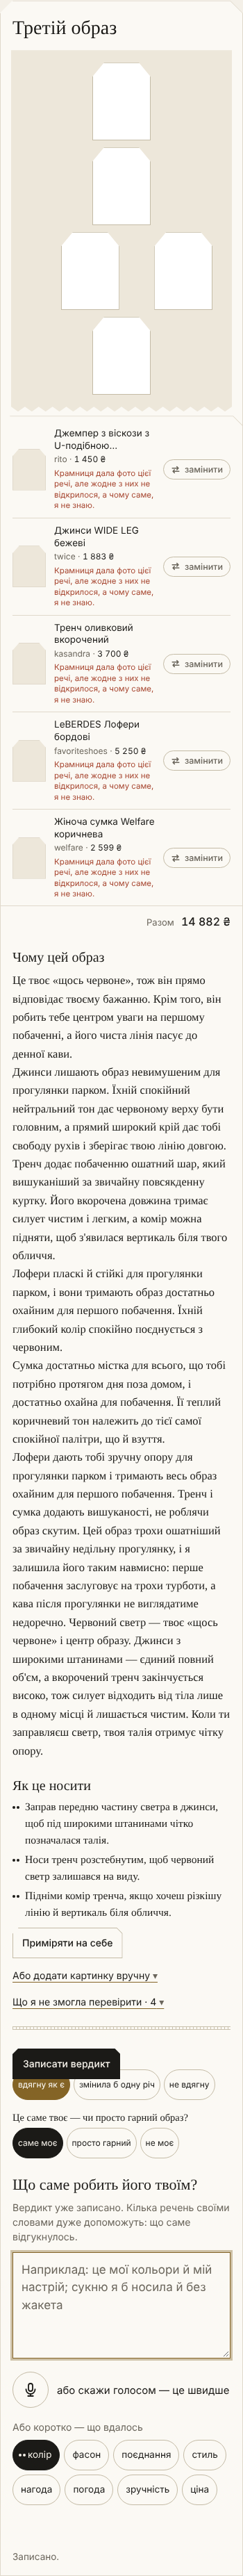 Третій образ
Джемпер з віскози з
U-подібною...
rito · 1 450 ₴
Крамниця дала фото цієї
речі, але жодне з них не
відкрилося, а чому саме,
я не знаю.
замінити
Джинси WIDE LEG
бежеві
twice · 1 883 ₴
Крамниця дала фото цієї
речі, але жодне з них не
відкрилося, а чому саме,
я не знаю.
замінити
Тренч оливковий
вкорочений
kasandra · 3 700 ₴
Крамниця дала фото цієї
речі, але жодне з них не
відкрилося, а чому саме,
я не знаю.
замінити
LeBERDES Лофери
бордові
favoriteshoes · 5 250 ₴
Крамниця дала фото цієї
речі, але жодне з них не
відкрилося, а чому саме,
я не знаю.
замінити
Жіноча сумка Welfare
коричнева
welfare · 2 599 ₴
Крамниця дала фото цієї
речі, але жодне з них не
відкрилося, а чому саме,
я не знаю.
замінити
Разом 14 882 ₴
Чому цей образ
Це твоє «щось червоне», тож він прямо
відповідає твоєму бажанню. Крім того, він
робить тебе центром уваги на першому
побаченні, а його чиста лінія пасує до
денної кави.
Джинси лишають образ невимушеним для
прогулянки парком. Їхній спокійний
нейтральний тон дає червоному верху бути
головним, а прямий широкий крій дає тобі
свободу рухів і зберігає твою лінію довгою.
Тренч додає побаченню ошатний шар, який
вишуканіший за звичайну повсякденну
куртку. Його вкорочена довжина тримає
силует чистим і легким, а комір можна
підняти, щоб з'явилася вертикаль біля твого
обличчя.
Лофери пласкі й стійкі для прогулянки
парком, і вони тримають образ достатньо
охайним для першого побачення. Їхній
глибокий колір спокійно поєднується з
червоним.
Сумка достатньо містка для всього, що тобі
потрібно протягом дня поза домом, і
достатньо охайна для побачення. Її теплий
коричневий тон належить до тієї самої
спокійної палітри, що й взуття.
Лофери дають тобі зручну опору для
прогулянки парком і тримають весь образ
охайним для першого побачення. Тренч і
сумка додають вишуканості, не роблячи
образ скутим. Цей образ трохи ошатніший
за звичайну недільну прогулянку, і я
залишила його таким навмисно: перше
побачення заслуговує на трохи турботи, а
кава після прогулянки не виглядатиме
недоречно. Червоний светр — твоє «щось
червоне» і центр образу. Джинси з
широкими штанинами — єдиний повний
об'єм, а вкорочений тренч закінчується
високо, тож силует відходить від тіла лише
в одному місці й лишається чистим. Коли ти
заправляєш светр, твоя талія отримує чітку
опору.
Як це носити
Заправ передню частину светра в джинси,
щоб під широкими штанинами чітко
позначалася талія.
Носи тренч розстебнутим, щоб червоний
светр залишався на виду.
Підніми комір тренча, якщо хочеш різкішу
лінію й вертикаль біля обличчя.
Приміряти на себе
Або додати картинку вручну ▾
Що я не змогла перевірити · 4 ▾
Записати вердикт
вдягну як є
змінила б одну річ
не вдягну
Це саме твоє — чи просто гарний образ?
саме моє
просто гарний
не моє
Що саме робить його твоїм?
Вердикт уже записано. Кілька речень своїми
словами дуже допоможуть: що саме
відгукнулось.
Наприклад: це мої кольори й мій
настрій; сукню я б носила й без
жакета
або скажи голосом — це швидше
Або коротко — що вдалось
колір
фасон
поєднання
стиль
нагода
погода
зручність
ціна
Записано.